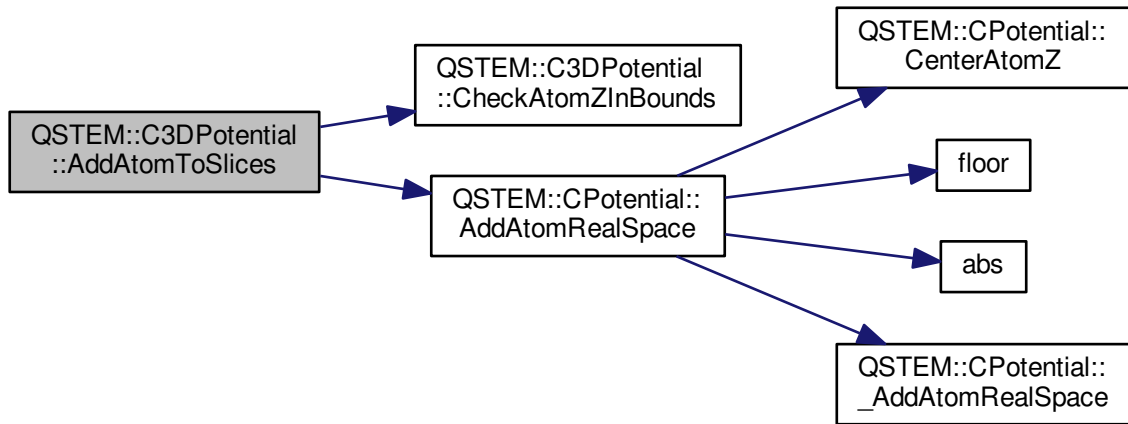 QSTEM::C3DPotential
::AddAtomToSlices
QSTEM::C3DPotential
::CheckAtomZInBounds
QSTEM::CPotential::
AddAtomRealSpace
QSTEM::CPotential::
CenterAtomZ
floor
abs
QSTEM::CPotential::
_AddAtomRealSpace